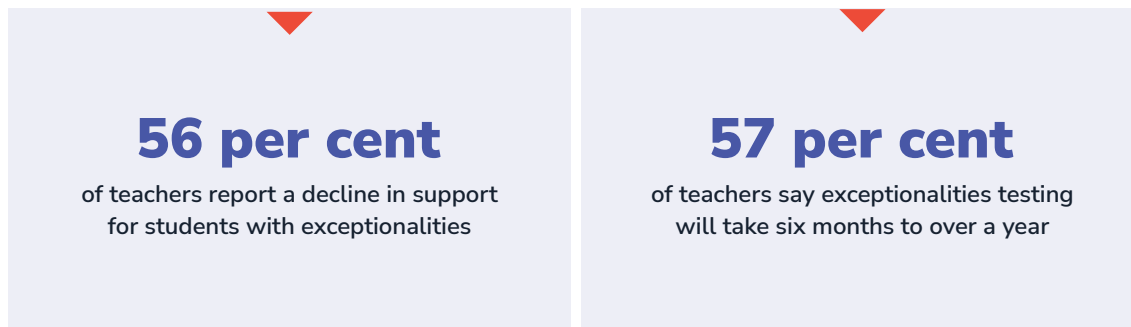 56 per cent
of teachers report a decline in support
for students with exceptionalities
57 per cent
of teachers say exceptionalities testing
will take six months to over a year